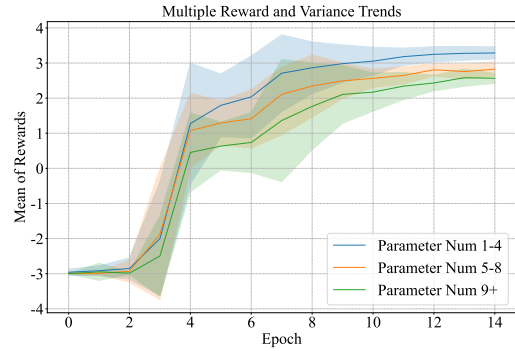 Multiple Reward and Variance Trends
4
3
2
1
0
-1
-2
-3
-4
Mean of Rewards
Parameter Num 1-4
Parameter Num 5-8
Parameter Num 9+
0 2 4 6 8 10 12 14
Epoch